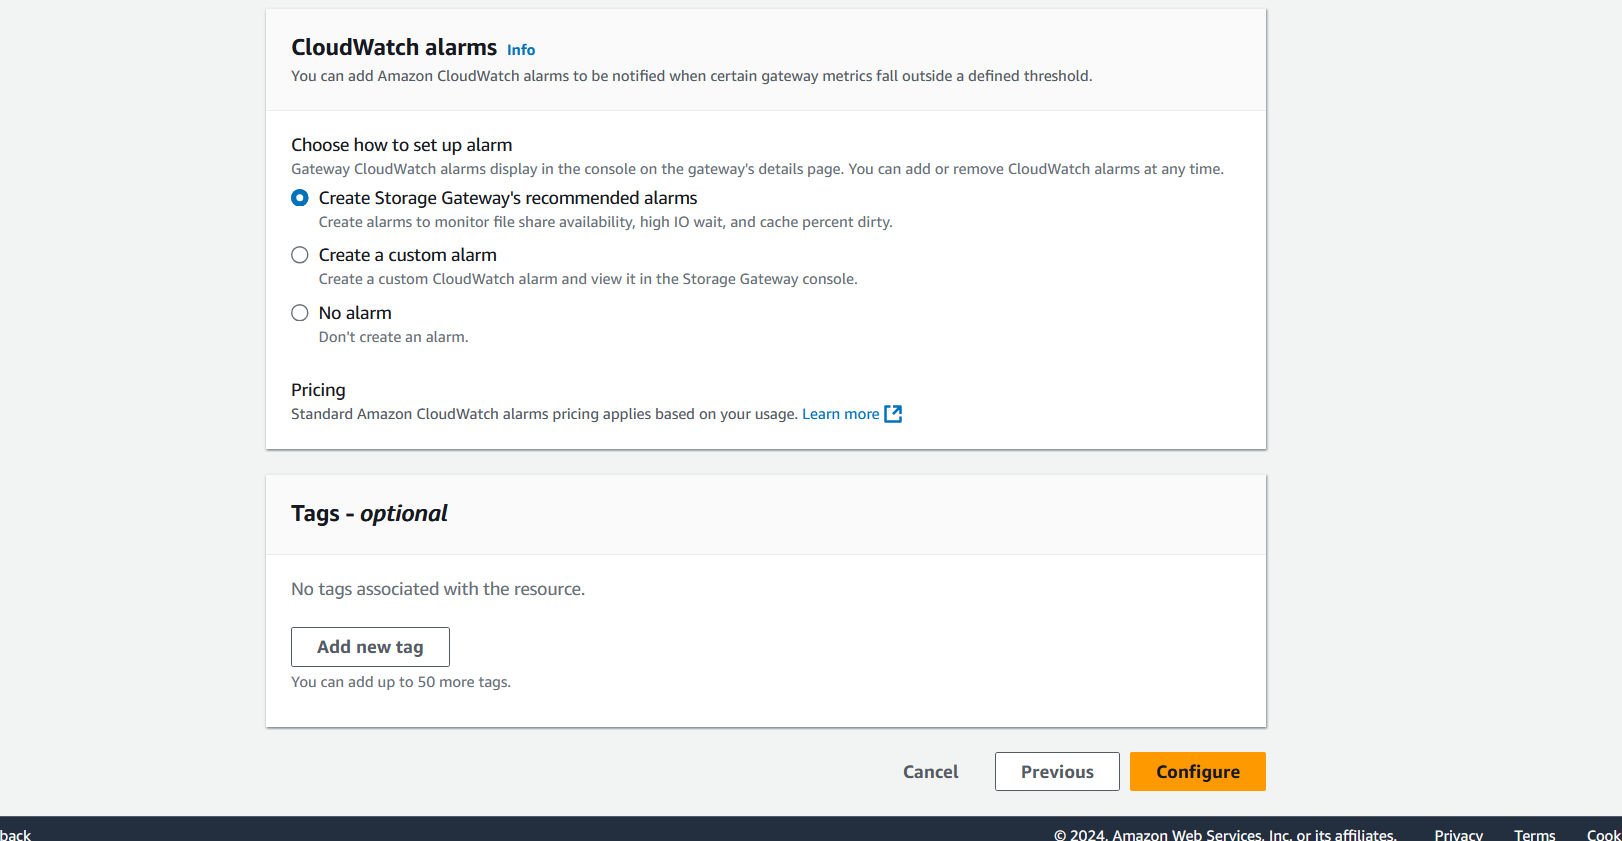 CloudWatch alarms Info
You can add Amazon CloudWatch alarms to be notified when certain gateway metrics fall outside a defined threshold.
Choose how to set up alarm
Gateway CloudWatch alarms display in the console on the gateway's details page. You can add or remove CloudWatch alarms at any time.
Create Storage Gateway's recommended alarms
Create alarms to monitor file share availability, high IO wait, and cache percent dirty.
Create a custom alarm
Create a custom CloudWatch alarm and view it in the Storage Gateway console.
No alarm
Don't create an alarm.
Pricing
Standard Amazon CloudWatch alarms pricing applies based on your usage. Learn more
Tags - optional
No tags associated with the resource.
Add new tag
You can add up to 50 more tags.
Cancel Previous Configure
back © 2024, Amazon Web Services, Inc. or its affiliates. Privacy Terms Cook